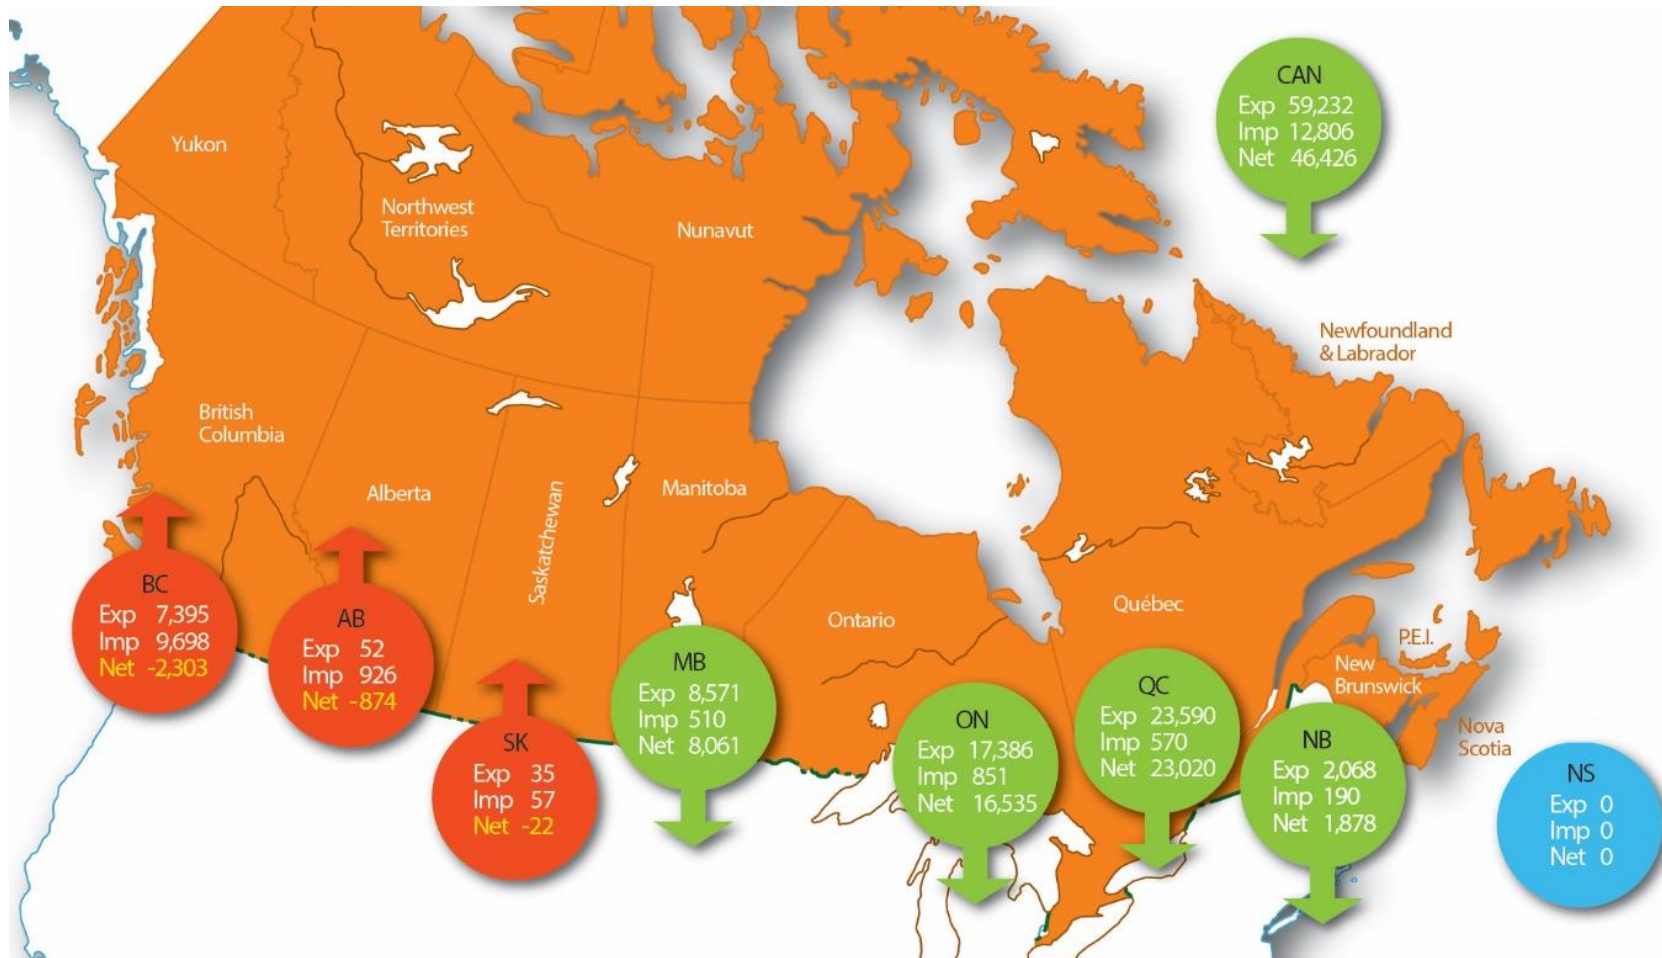 CAN
Exp 59,232
Imp 12,806
Net 46,426
Yukon
Northwest
Territories
Nunavut
Newfoundland
& Labrador
British
Columbia
Alberta
Saskatchewan
Manitoba
Ontario
Québec
P.E.I.
New
Brunswick
Nova
Scotia
BC
Exp 7,395
Imp 9,698
Net -2,303
AB
Exp 52
Imp 926
Net -874
SK
Exp 35
Imp 57
Net -22
MB
Exp 8,571
Imp 510
Net 8,061
ON
Exp 17,386
Imp 851
Net 16,535
QC
Exp 23,590
Imp 570
Net 23,020
NB
Exp 2,068
Imp 190
Net 1,878
NS
Exp 0
Imp 0
Net 0